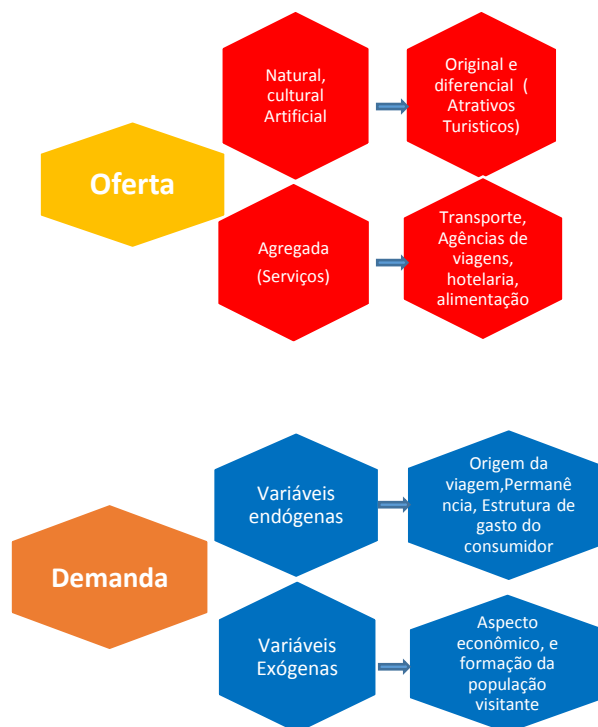 Natural,
cultural
Artificial
Original e
diferencial (
Atrativos
Turisticos)
Oferta
Agregada
(Serviços)
Transporte,
Agências de
viagens,
hotelaria,
alimentação
Variáveis
endógenas
Origem da
viagem,Permanê
ncia, Estrutura de
gasto do
consumidor
Demanda
Variáveis
Exógenas
Aspecto
econômico, e
formação da
população
visitante